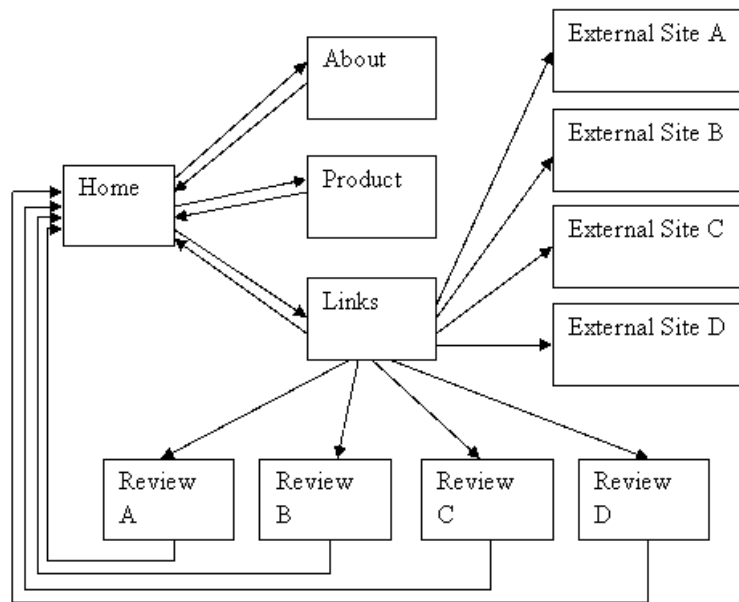 External Site A
About
External Site B
Home
Product
External Site C
Links
External Site D
Review
A
Review
B
Review
C
Review
D